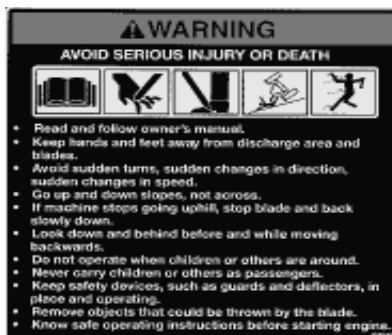 WARNING
AVOID SERIOUS INJURY OR DEATH
• Read and follow owner's manual.
• Keep hands and feet away from discharge area and
blades.
• Avoid sudden turns, sudden changes in direction,
sudden changes in speed.
• Go up and down slopes, not across.
• If machine stops going uphill, stop blade and back
slowly down.
• Look down and behind before and while moving
backwards.
• Do not operate when children or others are around.
• Never carry children or others as passengers.
• Keep safety devices, such as guards and deflectors, in
place and operating.
• Remove objects that could be thrown by the blade.
• Know safe operating instructions before starting engine